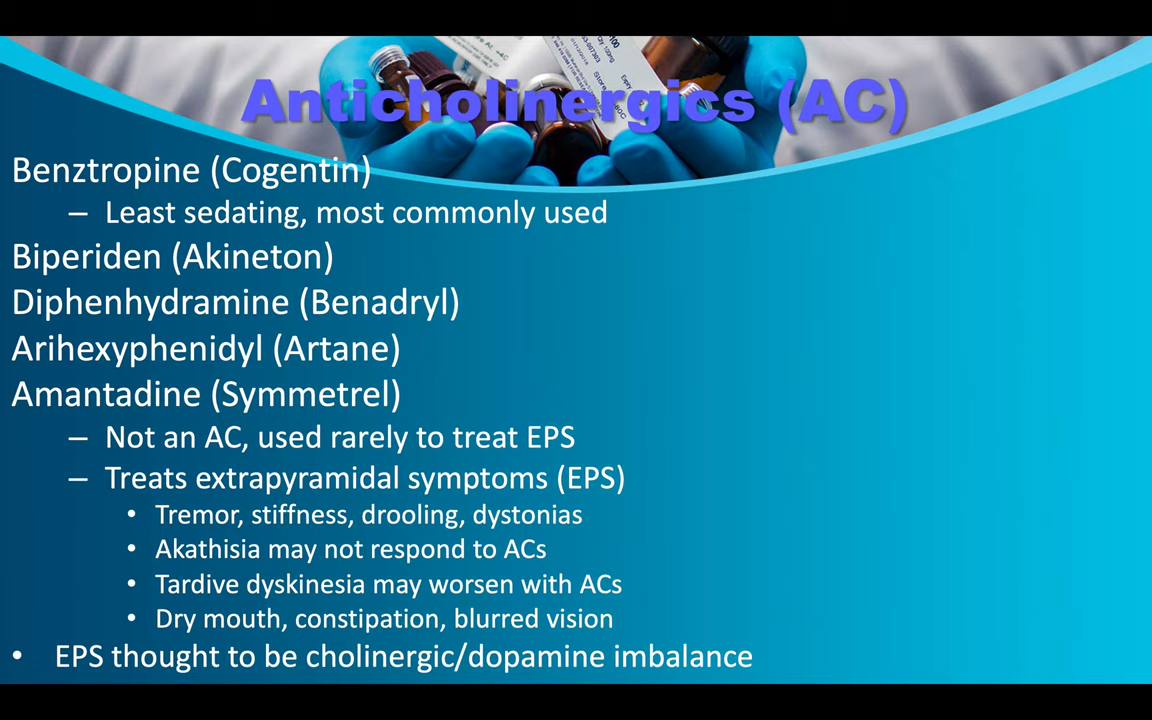 Anticholinergics (AC)
Benztropine (Cogentin)
– Least sedating, most commonly used
Biperiden (Akineton)
Diphenhydramine (Benadryl)
Arihexyphenidyl (Artane)
Amantadine (Symmetrel)
– Not an AC, used rarely to treat EPS
– Treats extrapyramidal symptoms (EPS)
• Tremor, stiffness, drooling, dystonias
• Akathisia may not respond to ACs
• Tardive dyskinesia may worsen with ACs
• Dry mouth, constipation, blurred vision
• EPS thought to be cholinergic/dopamine imbalance